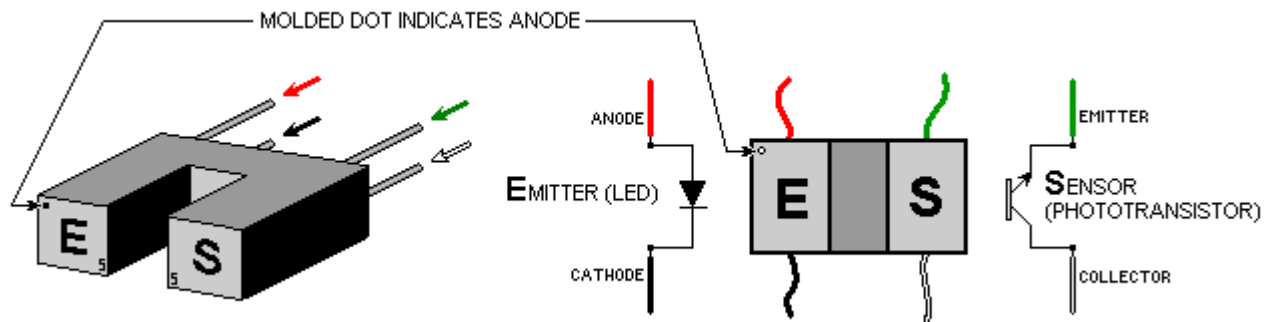 MOLDED DOT INDICATES ANODE
E
5
S
5
ANODE
EMITTER (LED)
CATHODE
E
S
EMITTER
SENSOR
(PHOTOTRANSISTOR)
COLLECTOR